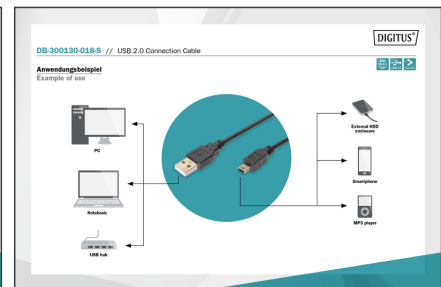 DIGITUS®
DB-300130-018-S // USB 2.0 Connection Cable
Anwendungsbeispiel
Example of use
PC
Notebook
USB hub
External HDD
enclosure
Smartphone
MP3 player